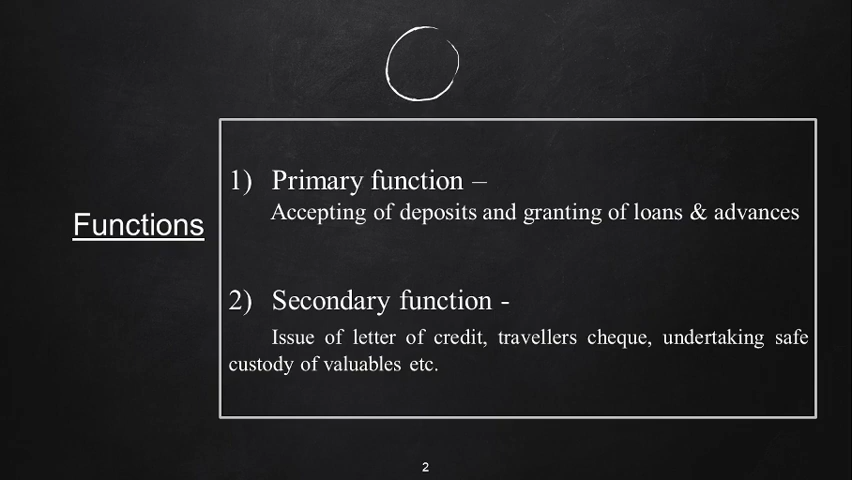 Functions
1) Primary function –
Accepting of deposits and granting of loans & advances
2) Secondary function -
Issue of letter of credit, travellers cheque, undertaking safe
custody of valuables etc.
2